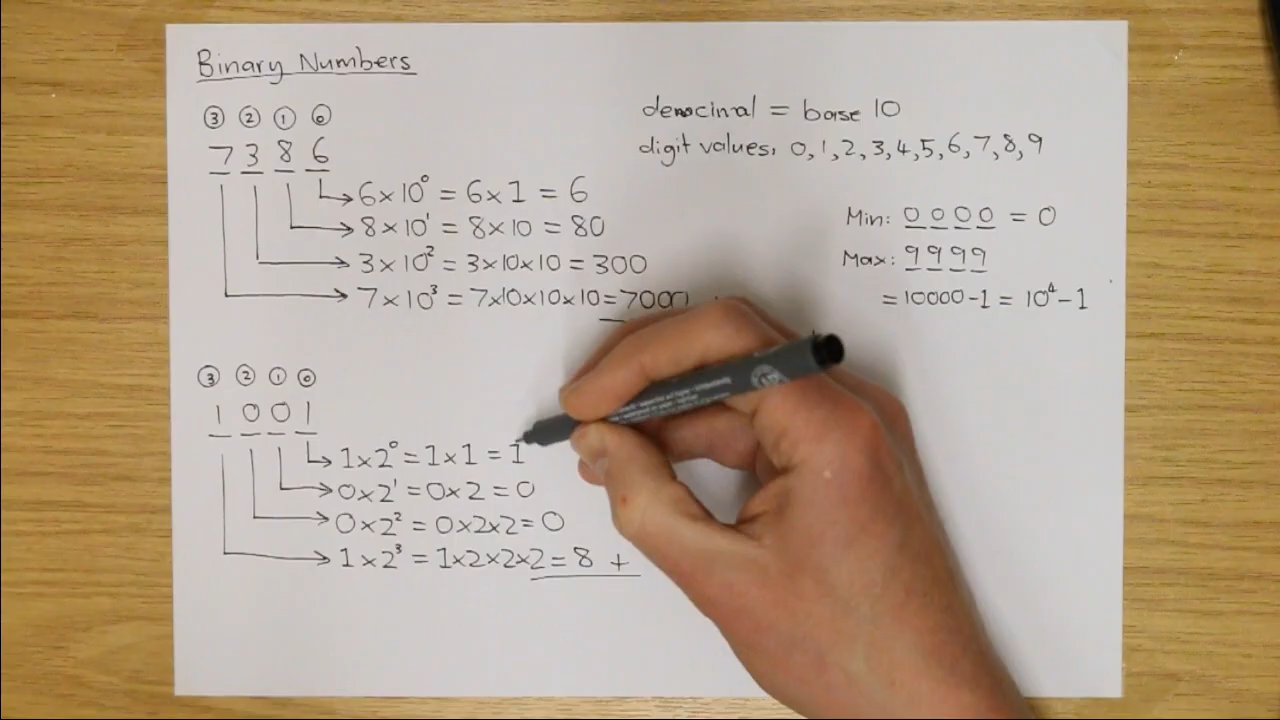 Binary Numbers
③ ② ① ⓪
7 3 8 6
6×10⁰ = 6×1 = 6
8×10¹ = 8×10 = 80
3×10² = 3×10×10 = 300
7×10³ = 7×10×10×10 = 7000
denocinal = base 10
digit values, 0,1,2,3,4,5,6,7,8,9
Min: 0 0 0 0 = 0
Max: 9 9 9 9
= 10000-1 = 10⁴-1
③ ② ① ⓪
1 0 0 1
1×2⁰ = 1×1 = 1
0×2¹ = 0×2 = 0
0×2² = 0×2×2 = 0
1×2³ = 1×2×2×2 = 8 +